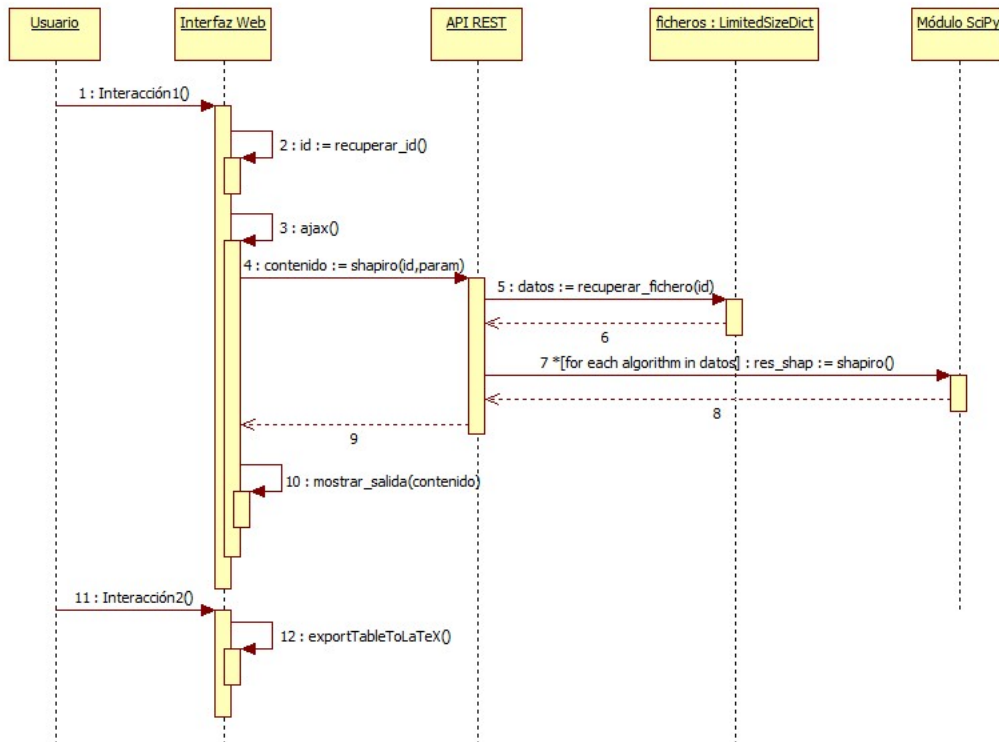 Usuario
Interfaz Web
API REST
ficheros : LimitedSizeDict
Módulo SciPy
1 : Interacción1()
2 : id := recuperar_id()
3 : ajax()
4 : contenido := shapiro(id,param)
5 : datos := recuperar_fichero(id)
6
7 *[for each algorithm in datos] : res_shap := shapiro()
8
9
10 : mostrar_salida(contenido)
11 : Interacción2()
12 : exportTableToLaTeX()